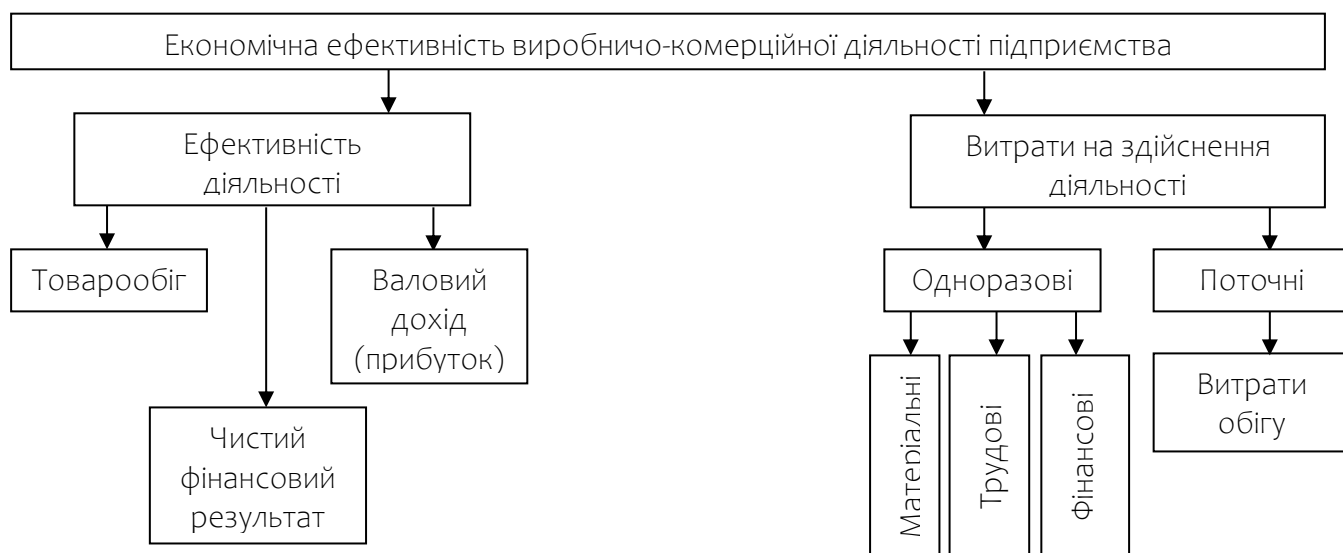 Економічна ефективність виробничо-комерційної діяльності підприємства
Ефективність
діяльності
Витрати на здійснення
діяльності
Товарообіг
Валовий
дохід
(прибуток)
Одноразові
Поточні
Чистий
фінансовий
результат
Матеріальні
Трудові
Фінансові
Витрати
обігу